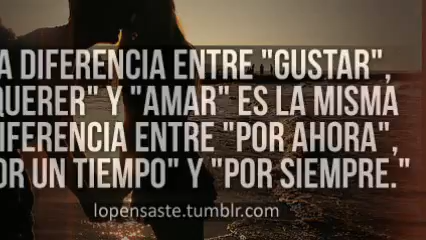 A DIFERENCIA ENTRE "GUSTAR",
QUERER" Y "AMAR" ES LA MISMA
DIFERENCIA ENTRE "POR AHORA",
OR UN TIEMPO" Y "POR SIEMPRE."
lopensaste.tumblr.com